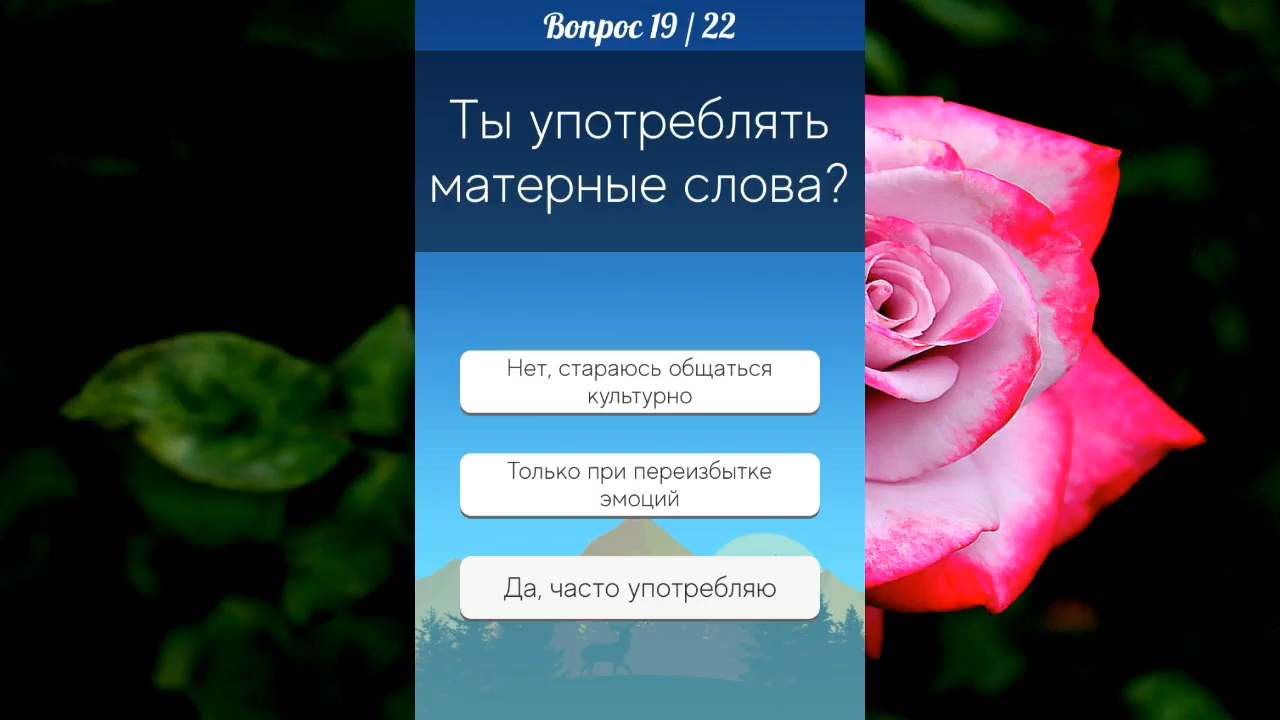 Вопрос 19 / 22
Ты употреблять
матерные слова?
Нет, стараюсь общаться
культурно
Только при переизбытке
эмоций
Да, часто употребляю